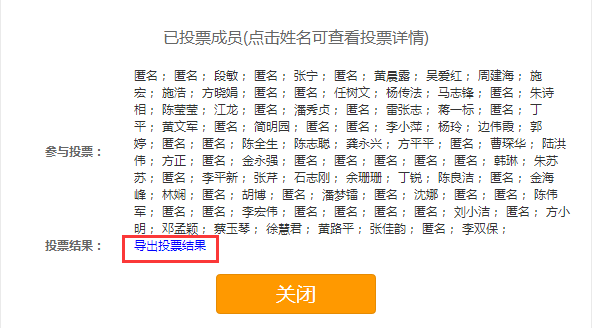 已投票成员(点击姓名可查看投票详情)
匿名； 匿名； 段敏； 匿名； 张宁； 匿名； 黄晨露； 吴爱红； 周建海； 施
宏； 施浩； 方晓娟； 匿名； 匿名； 任树文； 杨传法； 马志锋； 匿名； 朱诗
相； 陈莹莹； 江龙； 匿名； 潘秀贞； 匿名； 雷张志； 蒋一标； 匿名； 丁
平； 黄文军； 匿名； 简明园； 匿名； 匿名； 李小萍； 杨玲； 边伟霞； 郭
婷； 匿名； 匿名； 陈全生； 陈志聪； 龚永兴； 方平平； 匿名； 曹琛华； 陆洪
参与投票：
伟； 方正； 匿名； 金永强； 匿名； 匿名； 匿名； 匿名； 匿名； 韩琳； 朱苏
苏； 匿名； 李平新； 张芹； 石志刚； 余珊珊； 丁锐； 陈良洁； 匿名； 金海
峰； 林娴； 匿名； 胡博； 匿名； 潘梦镭； 匿名； 沈娜； 匿名； 匿名； 陈伟
军； 匿名； 匿名； 李宏伟； 匿名； 匿名； 匿名； 匿名； 刘小洁； 匿名； 方小
明； 邓孟颖； 蔡玉琴； 徐慧君； 黄路平； 张佳韵； 匿名； 李双保；
投票结果： 导出投票结果
关闭